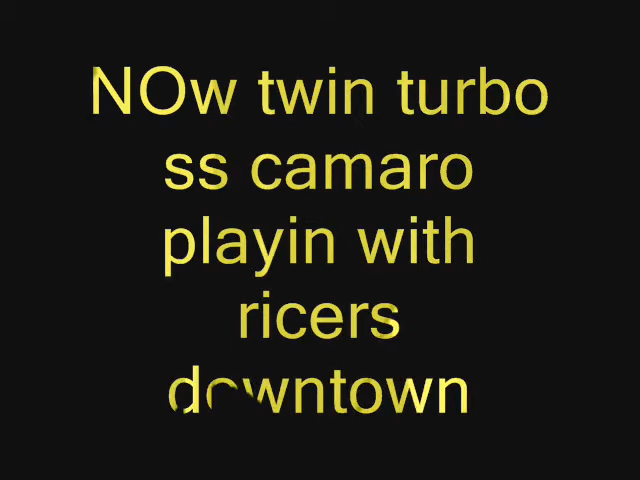 NOw twin turbo
ss camaro
playin with
ricers
downtown